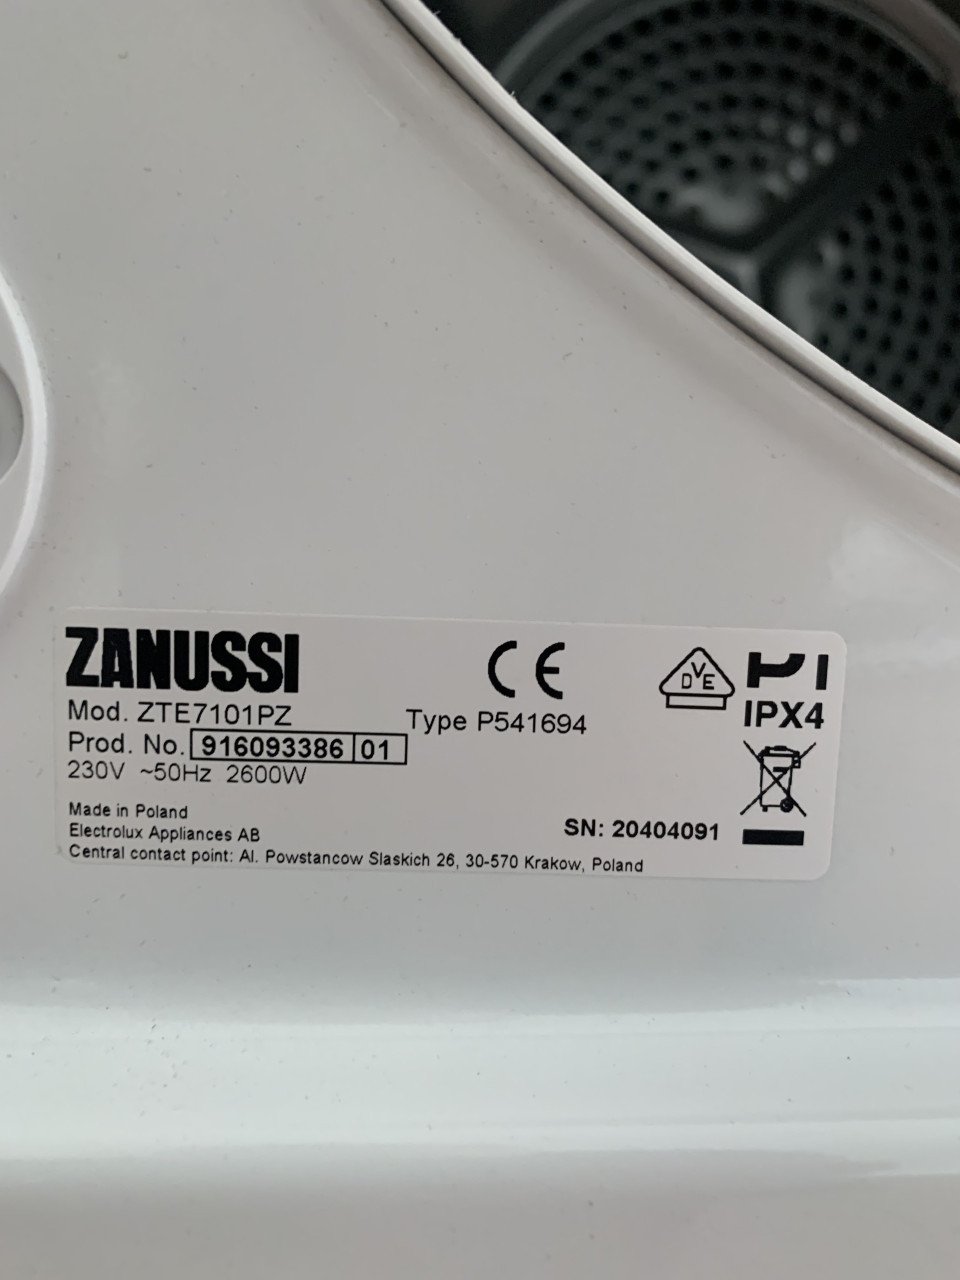 ZANUSSI
Mod. ZTE7101PZ
Type P541694
Prod. No. 916093386 01
230V ~50Hz 2600W
Made in Poland
Electrolux Appliances AB
Central contact point: Al. Powstancow Slaskich 26, 30-570 Krakow, Poland
SN: 20404091
CE
DVE
IPX4